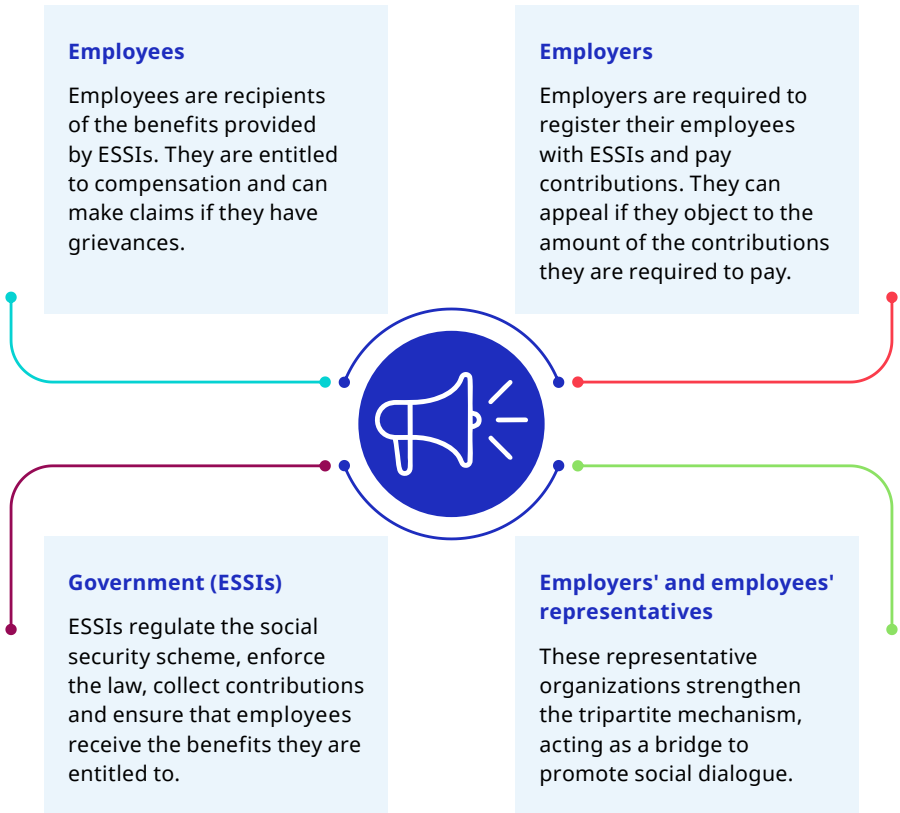 Employees
Employees are recipients
of the benefits provided
by ESSIs. They are entitled
to compensation and can
make claims if they have
grievances.
Employers
Employers are required to
register their employees
with ESSIs and pay
contributions. They can
appeal if they object to the
amount of the contributions
they are required to pay.
Government (ESSIs)
ESSIs regulate the social
security scheme, enforce
the law, collect contributions
and ensure that employees
receive the benefits they are
entitled to.
Employers' and employees'
representatives
These representative
organizations strengthen
the tripartite mechanism,
acting as a bridge to
promote social dialogue.